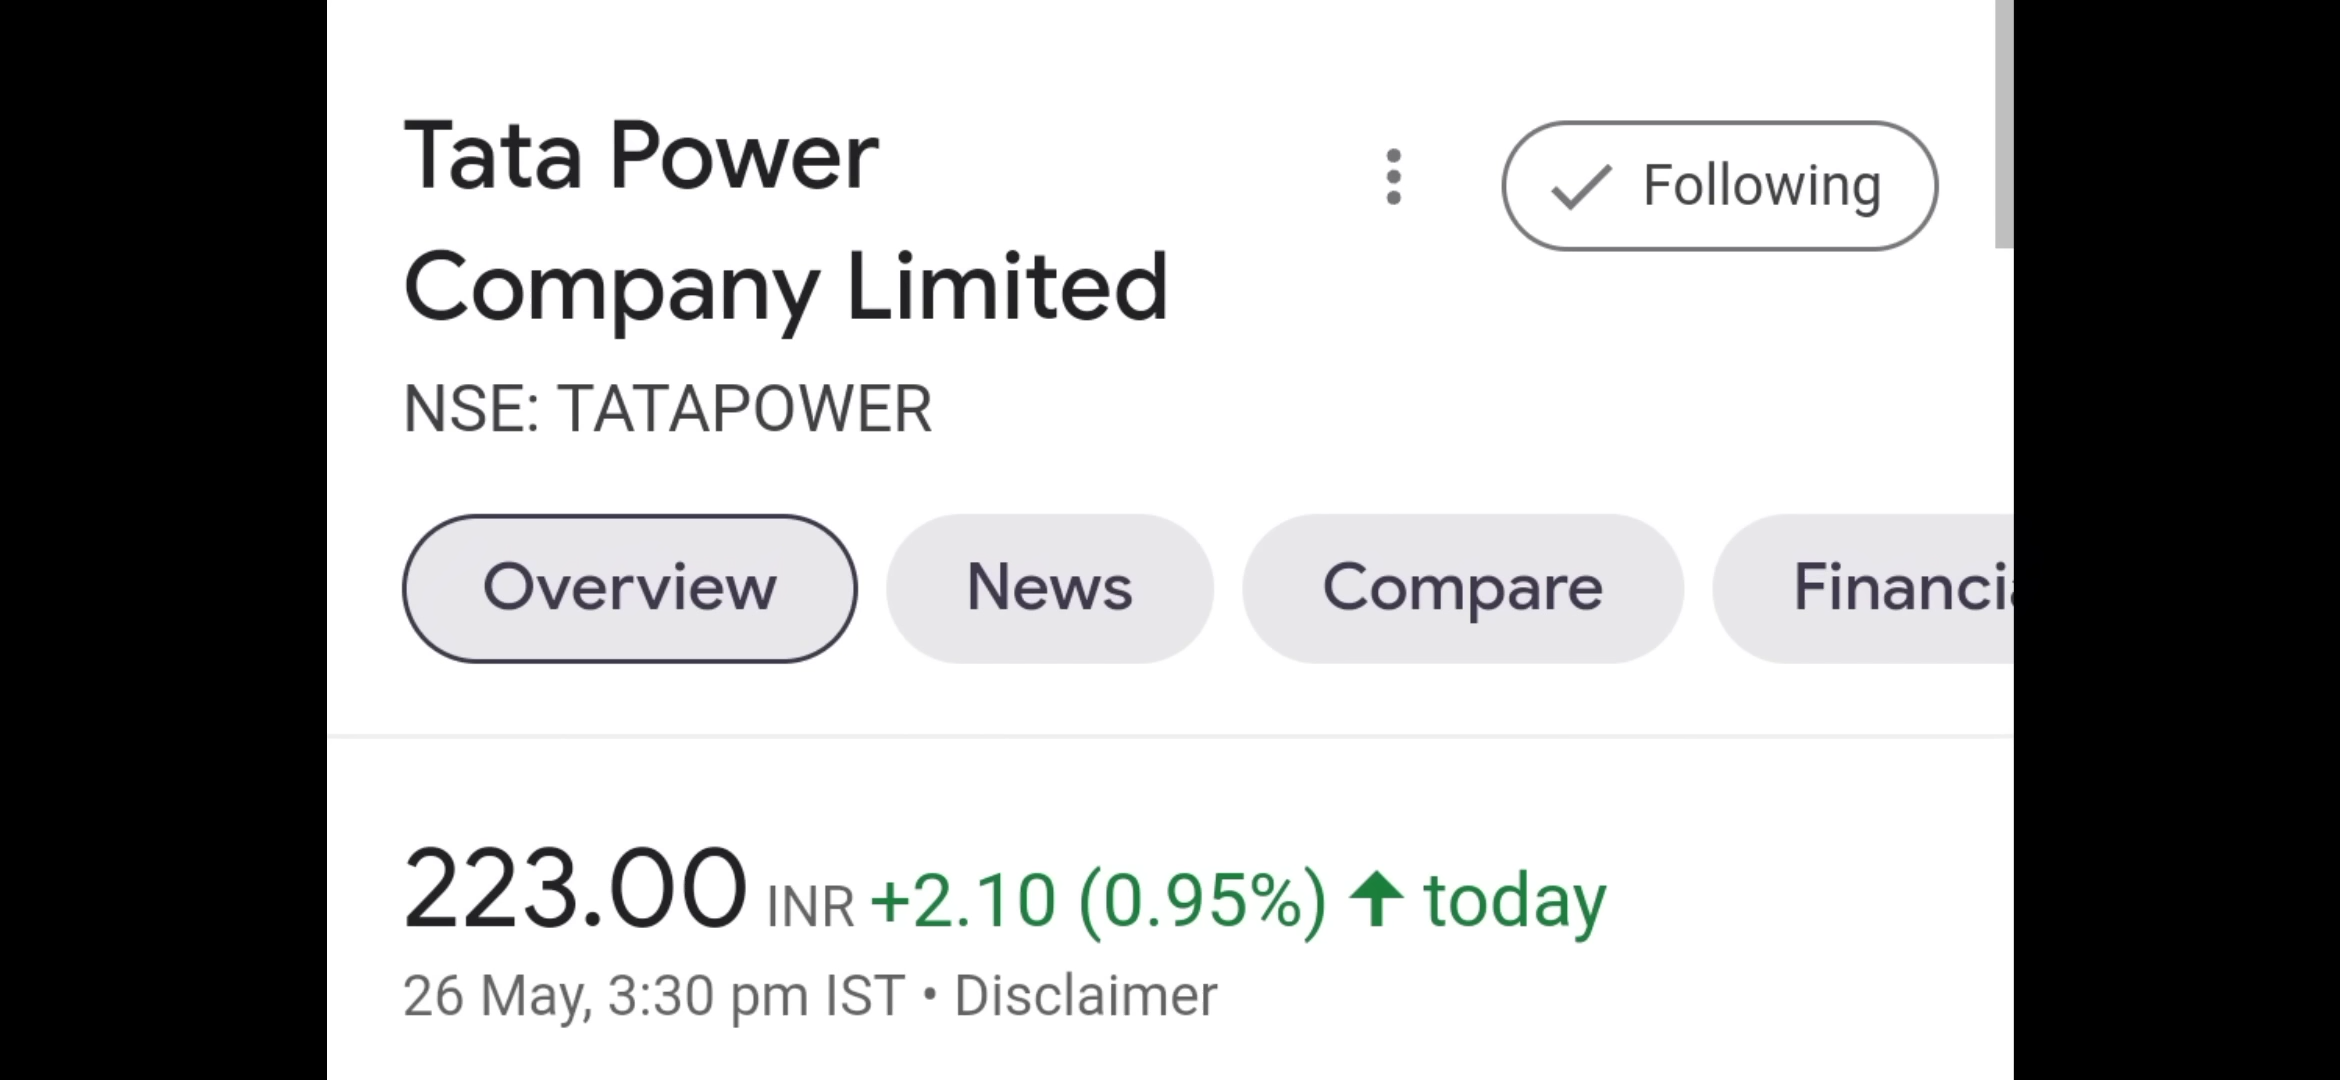 Tata Power
Company Limited
Following
NSE: TATAPOWER
Overview News Compare
223.00 INR +2.10 (0.95%) today
26 May, 3:30 pm IST • Disclaimer